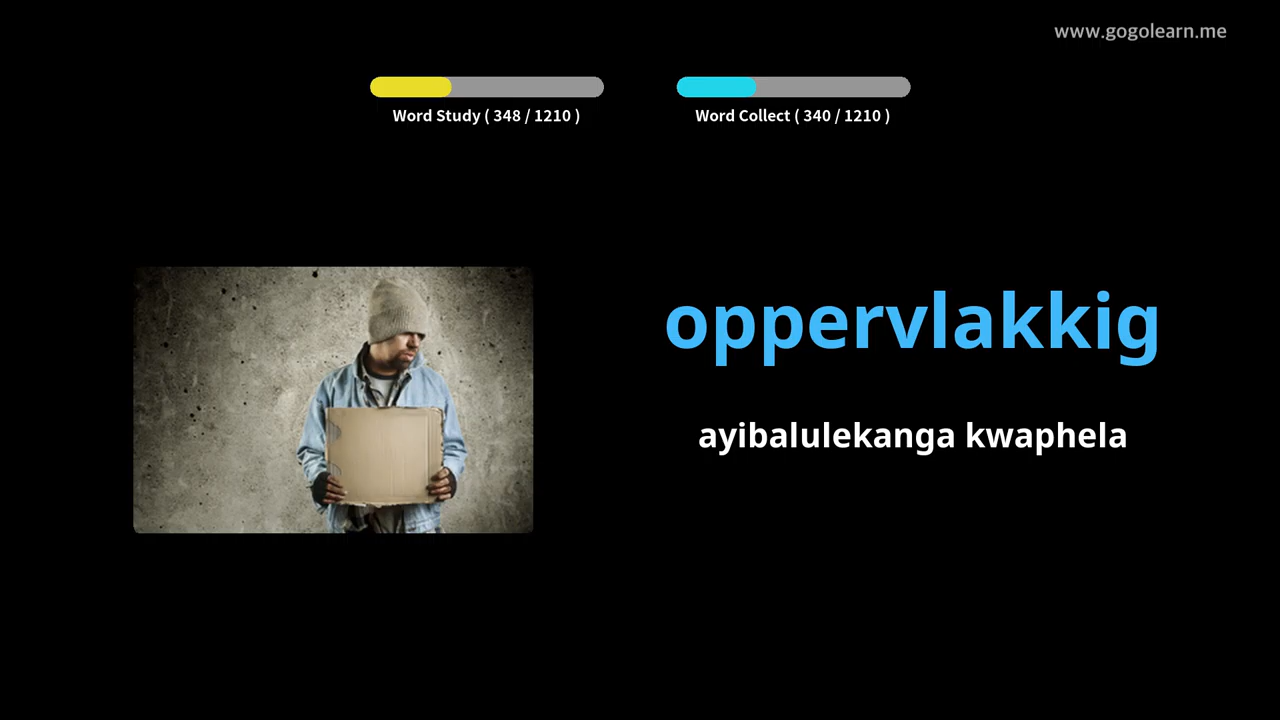 www.gogolearn.me
Word Study ( 348 / 1210 )
Word Collect ( 340 / 1210 )
oppervlakkig
ayibalulekanga kwaphela